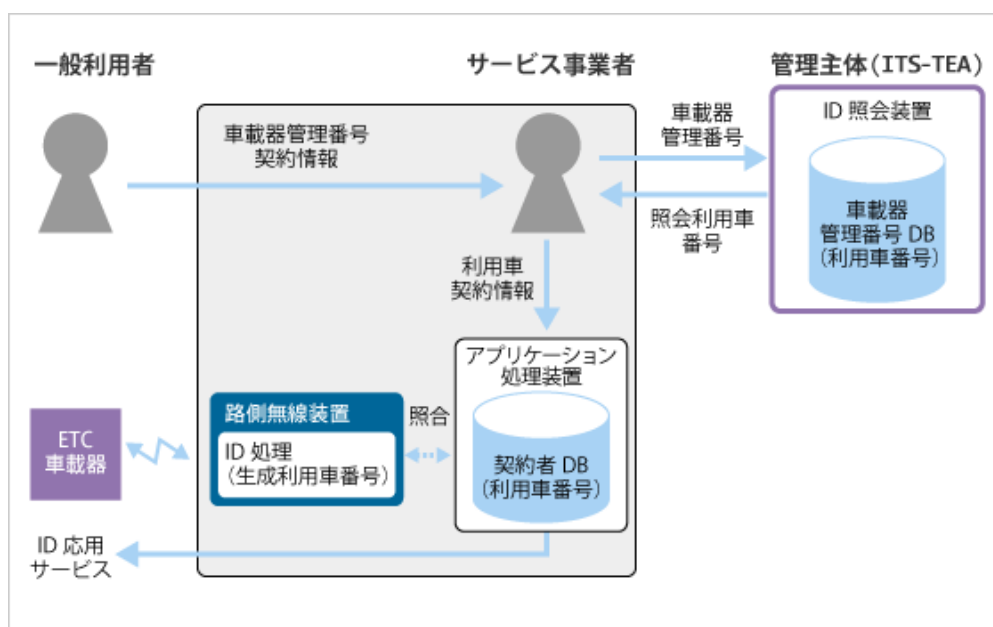 一般利用者
サービス事業者
管理主体(ITS-TEA)
車載器管理番号
契約情報
車載器
管理番号
ID 照会装置
照会利用車
番号
車載器
管理番号 DB
(利用車番号)
利用車
契約情報
アプリケーション
処理装置
路側無線装置
照合
ETC
車載器
ID 処理
(生成利用車番号)
契約者 DB
(利用車番号)
ID 応用
サービス